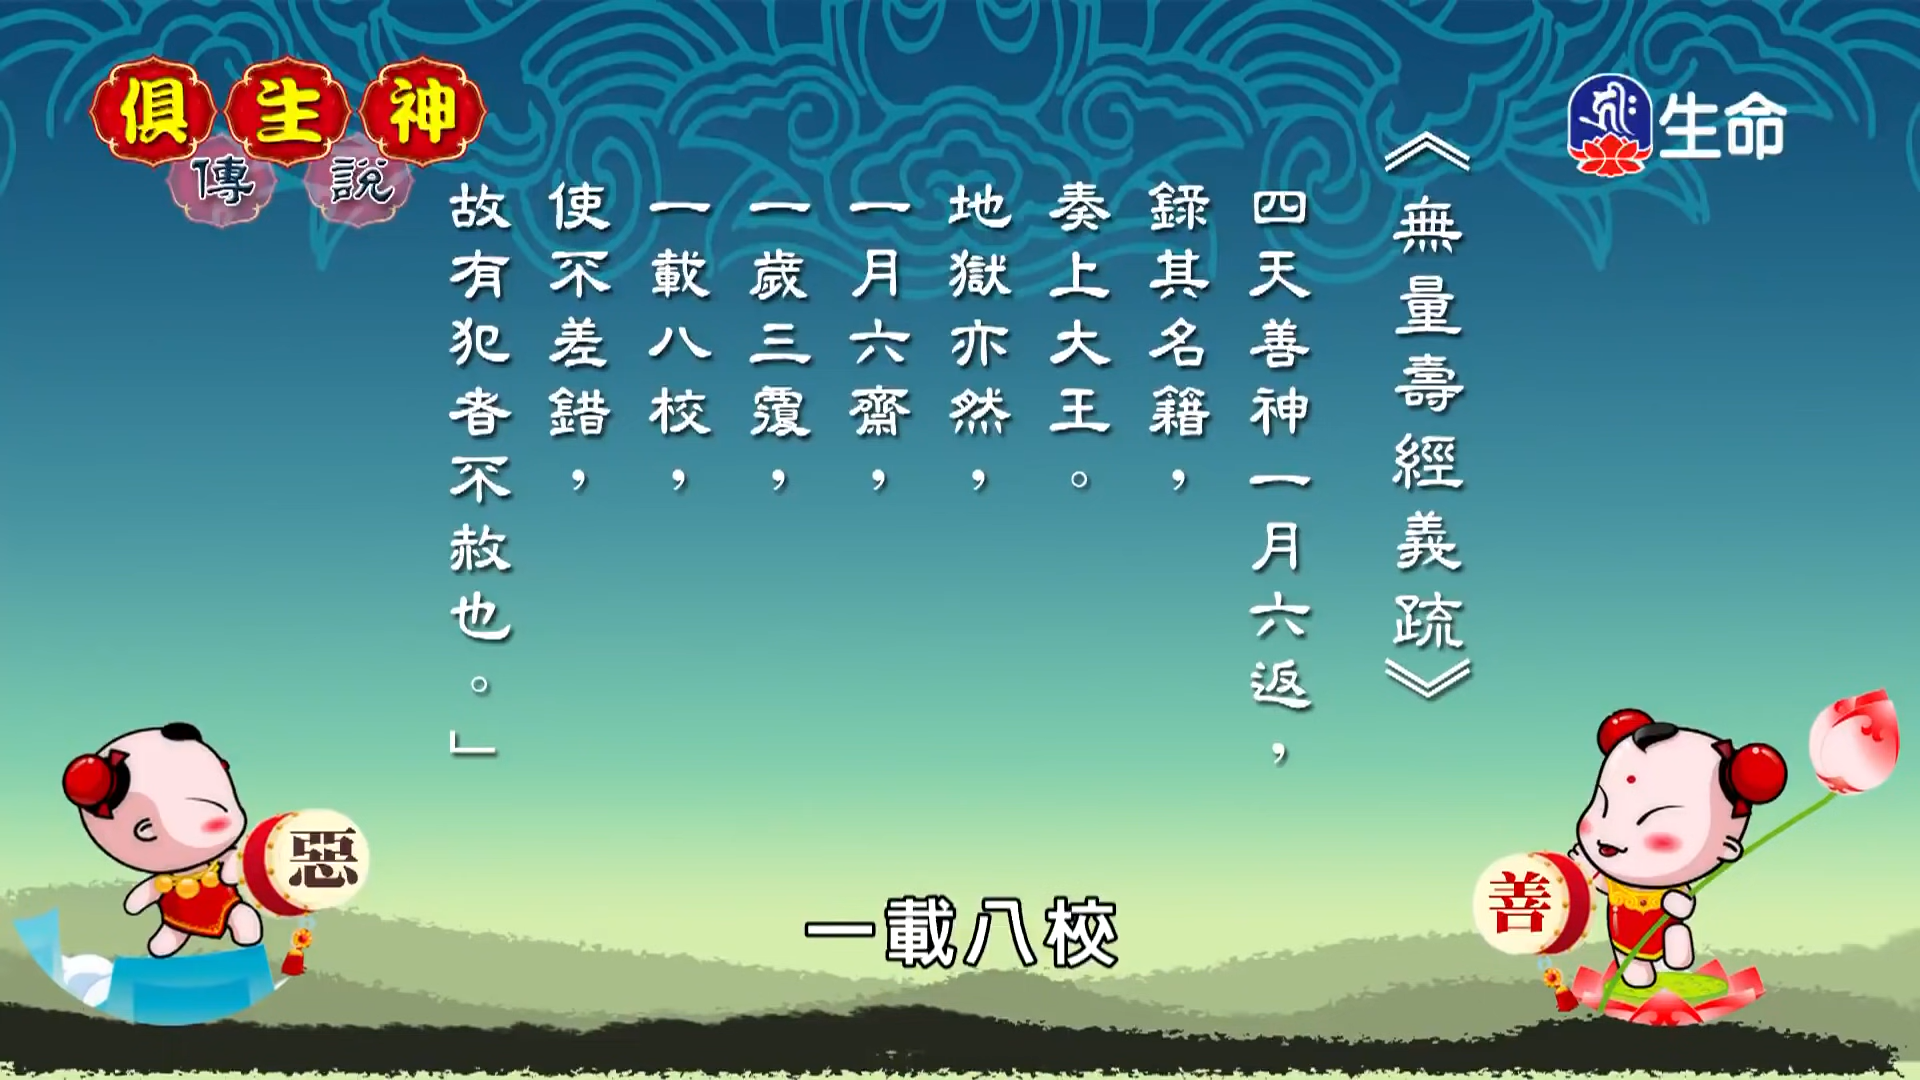 俱生神
傳說
生命
《無量壽經義疏》
四天善神一月六返，
錄其名籍，
奏上大王。
地獄亦然，
一月六齋，
一歲三覆，
一載八校，
使不差錯，
故有犯者不赦也。」
惡
善
一載八校